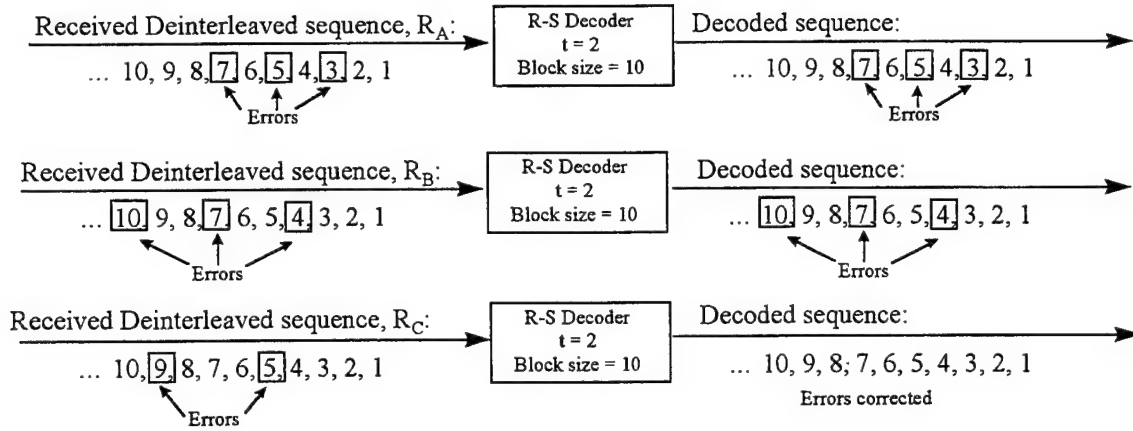 Received Deinterleaved sequence, RA:
R-S Decoder
t = 2
Block size = 10
Decoded sequence:
... 10, 9, 8, 7, 6, 5, 4, 3, 2, 1
Errors
... 10, 9, 8, 7, 6, 5, 4, 3, 2, 1
Errors
Received Deinterleaved sequence, RB:
R-S Decoder
t = 2
Block size = 10
Decoded sequence:
... 10, 9, 8, 7, 6, 5, 4, 3, 2, 1
Errors
... 10, 9, 8, 7, 6, 5, 4, 3, 2, 1
Errors
Received Deinterleaved sequence, RC:
R-S Decoder
t = 2
Block size = 10
Decoded sequence:
... 10, 9, 8, 7, 6, 5, 4, 3, 2, 1
Errors
... 10, 9, 8; 7, 6, 5, 4, 3, 2, 1
Errors corrected